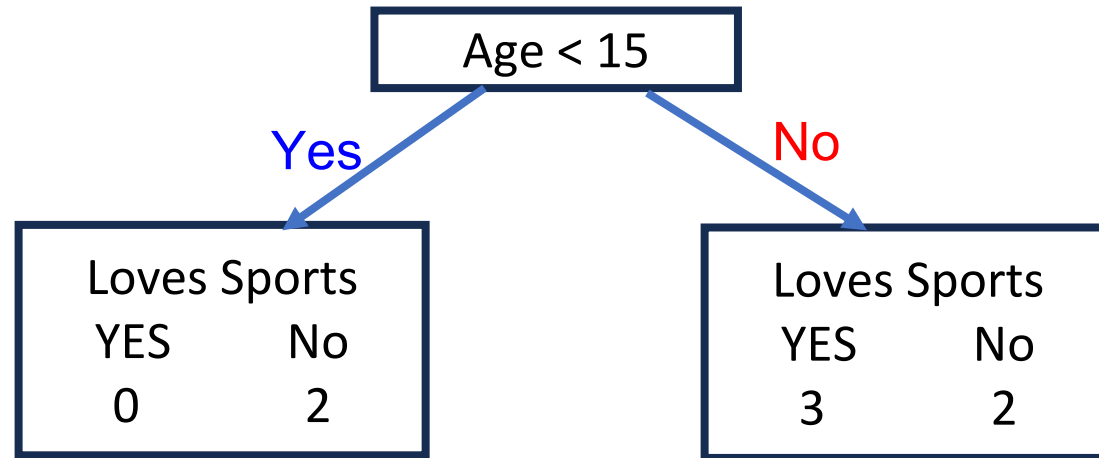 Age < 15
Yes
No
Loves Sports
YES No
0 2
Loves Sports
YES No
3 2